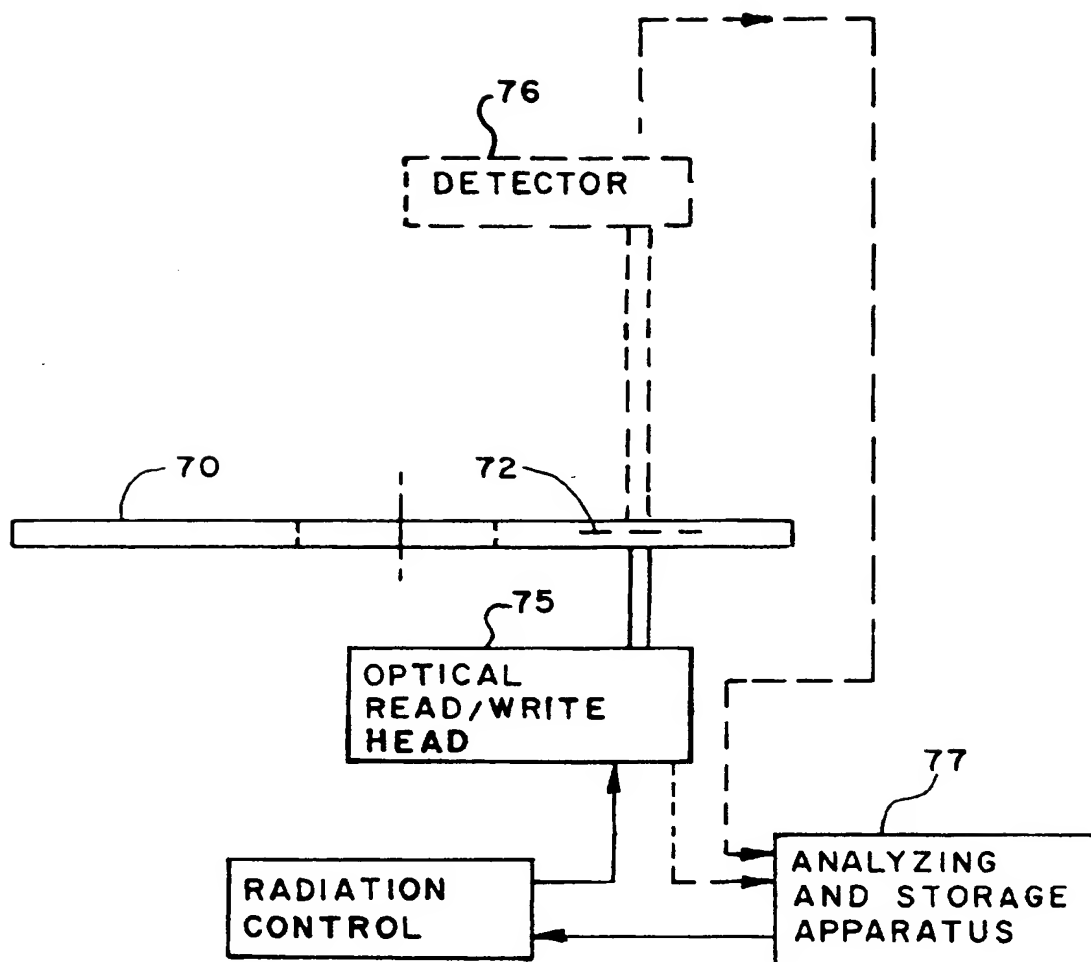 76
DETECTOR
70
72
75
OPTICAL
READ/WRITE
HEAD
77
RADIATION
CONTROL
ANALYZING
AND STORAGE
APPARATUS